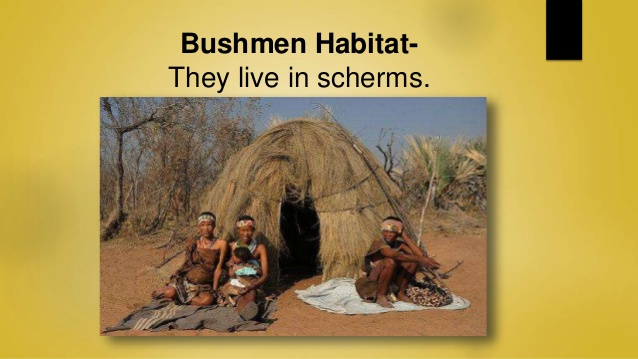 Bushmen Habitat-
They live in scherms.